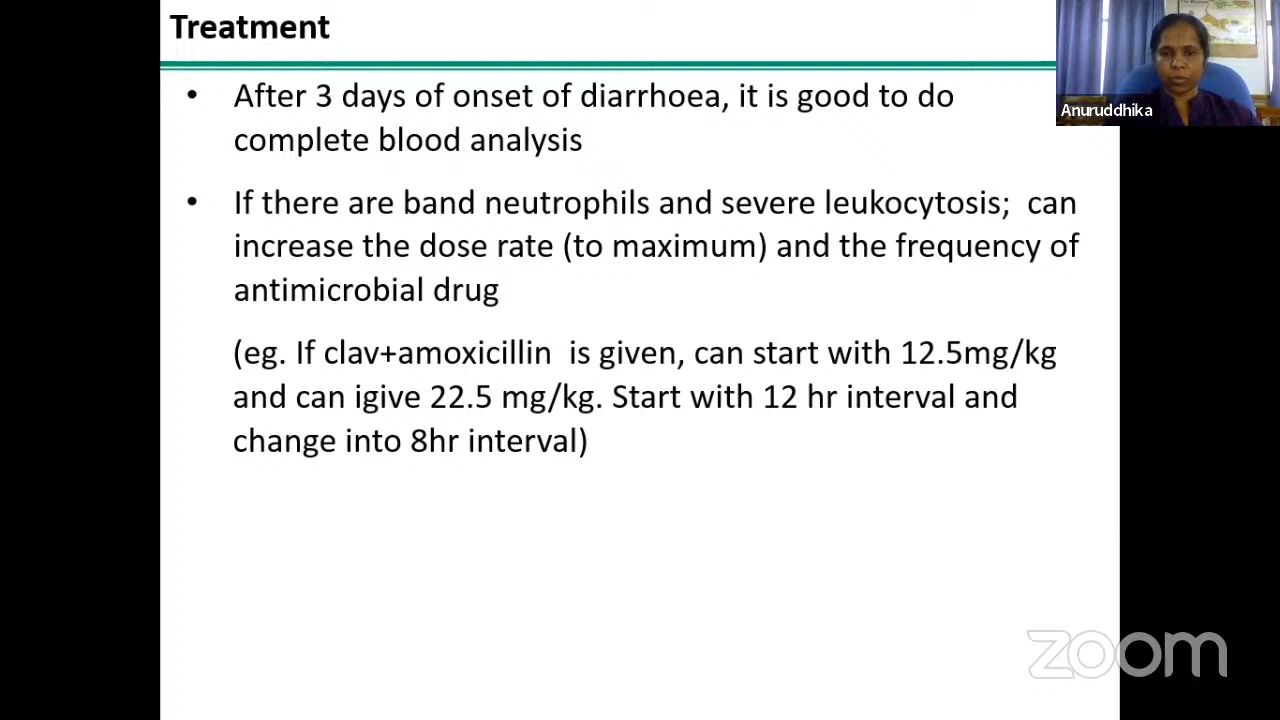 Treatment
Anuruddhika
• After 3 days of onset of diarrhoea, it is good to do
complete blood analysis
• If there are band neutrophils and severe leukocytosis; can
increase the dose rate (to maximum) and the frequency of
antimicrobial drug
(eg. If clav+amoxicillin is given, can start with 12.5mg/kg
and can igive 22.5 mg/kg. Start with 12 hr interval and
change into 8hr interval)
zoom